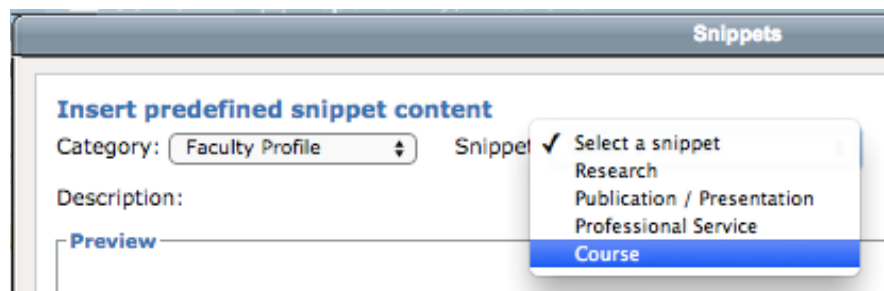 Snippets
Insert predefined snippet content
Category: Faculty Profile Snippet ✓ Select a snippet
Research
Publication / Presentation
Professional Service
Course
Description:
Preview